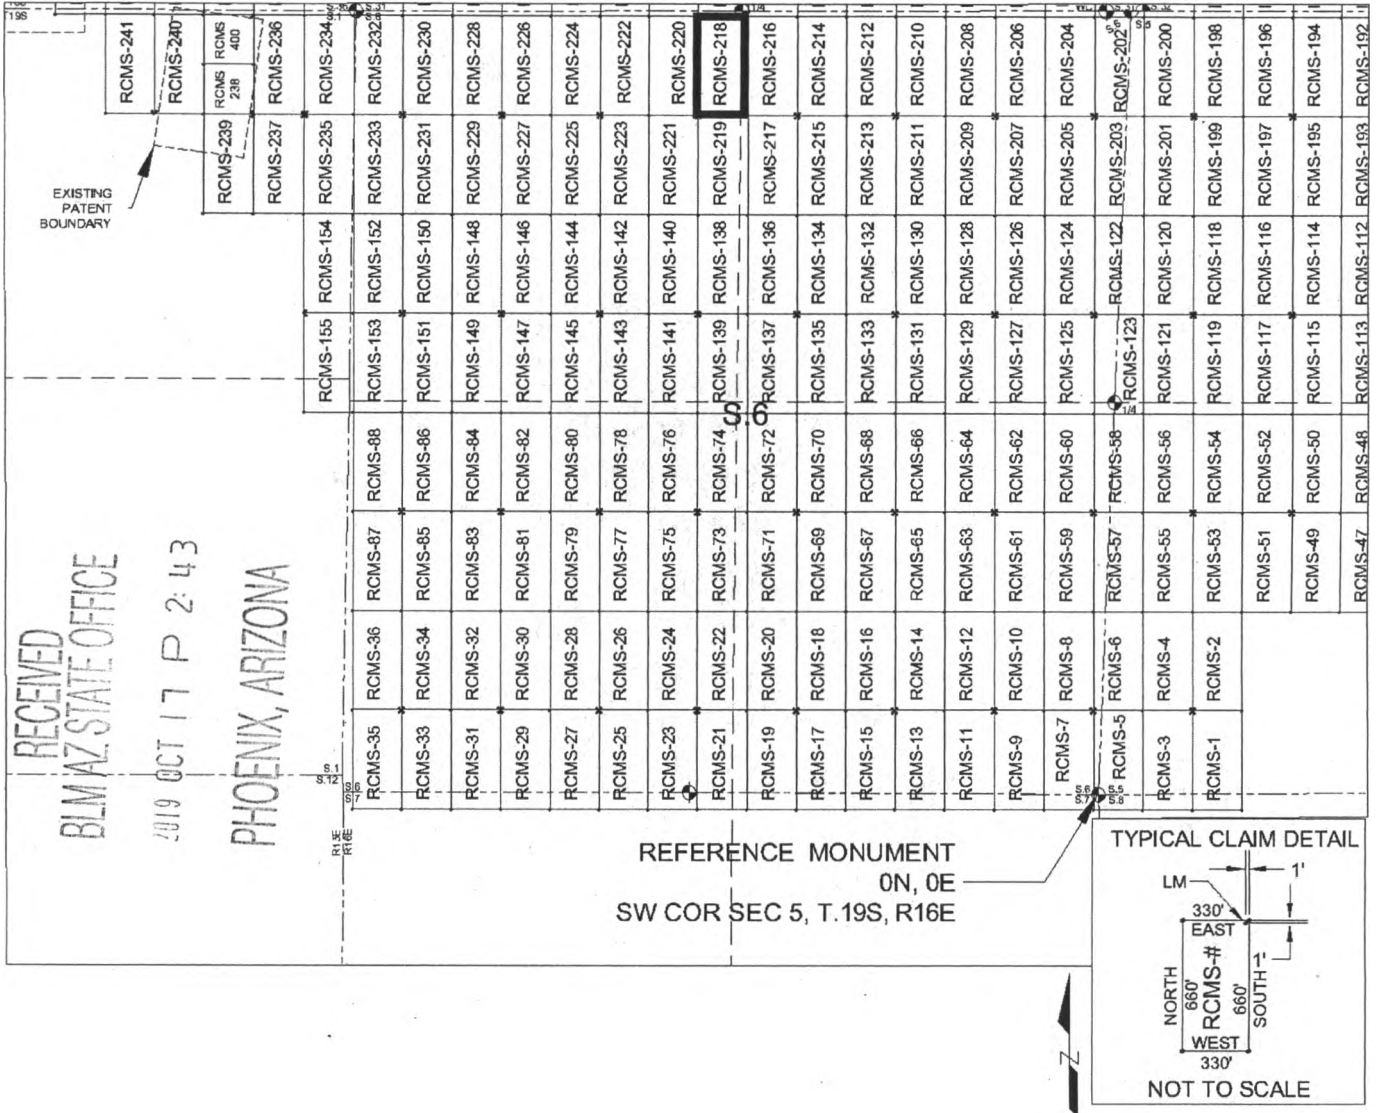 T19S
S.1
S.6
1/4
S.5
RCMS-241
RCMS-240
RCMS
400
RCMS
238
RCMS-236
RCMS-234
RCMS-232
RCMS-230
RCMS-228
RCMS-226
RCMS-224
RCMS-222
RCMS-220
RCMS-218
RCMS-216
RCMS-214
RCMS-212
RCMS-210
RCMS-208
RCMS-206
RCMS-204
RCMS-202
RCMS-200
RCMS-198
RCMS-196
RCMS-194
RCMS-192
RCMS-239
RCMS-237
RCMS-235
RCMS-233
RCMS-231
RCMS-229
RCMS-227
RCMS-225
RCMS-223
RCMS-221
RCMS-219
RCMS-217
RCMS-215
RCMS-213
RCMS-211
RCMS-209
RCMS-207
RCMS-205
RCMS-203
RCMS-201
RCMS-199
RCMS-197
RCMS-195
RCMS-193
EXISTING
PATENT
BOUNDARY
RCMS-154
RCMS-152
RCMS-150
RCMS-148
RCMS-146
RCMS-144
RCMS-142
RCMS-140
RCMS-138
RCMS-136
RCMS-134
RCMS-132
RCMS-130
RCMS-128
RCMS-126
RCMS-124
RCMS-122
RCMS-120
RCMS-118
RCMS-116
RCMS-114
RCMS-112
RCMS-155
RCMS-153
RCMS-151
RCMS-149
RCMS-147
RCMS-145
RCMS-143
RCMS-141
RCMS-139
RCMS-137
RCMS-135
RCMS-133
RCMS-131
RCMS-129
RCMS-127
RCMS-125
RCMS-123
RCMS-121
RCMS-119
RCMS-117
RCMS-115
RCMS-113
S.6
1/4
RCMS-88
RCMS-86
RCMS-84
RCMS-82
RCMS-80
RCMS-78
RCMS-76
RCMS-74
RCMS-72
RCMS-70
RCMS-68
RCMS-66
RCMS-64
RCMS-62
RCMS-60
RCMS-58
RCMS-56
RCMS-54
RCMS-52
RCMS-50
RCMS-48
RCMS-87
RCMS-85
RCMS-83
RCMS-81
RCMS-79
RCMS-77
RCMS-75
RCMS-73
RCMS-71
RCMS-69
RCMS-67
RCMS-65
RCMS-63
RCMS-61
RCMS-59
RCMS-57
RCMS-55
RCMS-53
RCMS-51
RCMS-49
RCMS-47
RCMS-36
RCMS-34
RCMS-32
RCMS-30
RCMS-28
RCMS-26
RCMS-24
RCMS-22
RCMS-20
RCMS-18
RCMS-16
RCMS-14
RCMS-12
RCMS-10
RCMS-8
RCMS-6
RCMS-4
RCMS-2
RCMS-35
RCMS-33
RCMS-31
RCMS-29
RCMS-27
RCMS-25
RCMS-23
RCMS-21
RCMS-19
RCMS-17
RCMS-15
RCMS-13
RCMS-11
RCMS-9
RCMS-7
RCMS-5
RCMS-3
RCMS-1
RECEIVED
BLM AZ STATE OFFICE
2019 OCT 17 P 2:43
PHOENIX, ARIZONA
S.1
S.12
S.6
S.7
R15E
R16E
S.6
S.7
S.5
S.8
REFERENCE MONUMENT
0N, 0E
SW COR SEC 5, T.19S, R16E
TYPICAL CLAIM DETAIL
LM
1'
330'
EAST
1'
NORTH
660'
RCMS-#
660'
SOUTH
WEST
330'
NOT TO SCALE
N